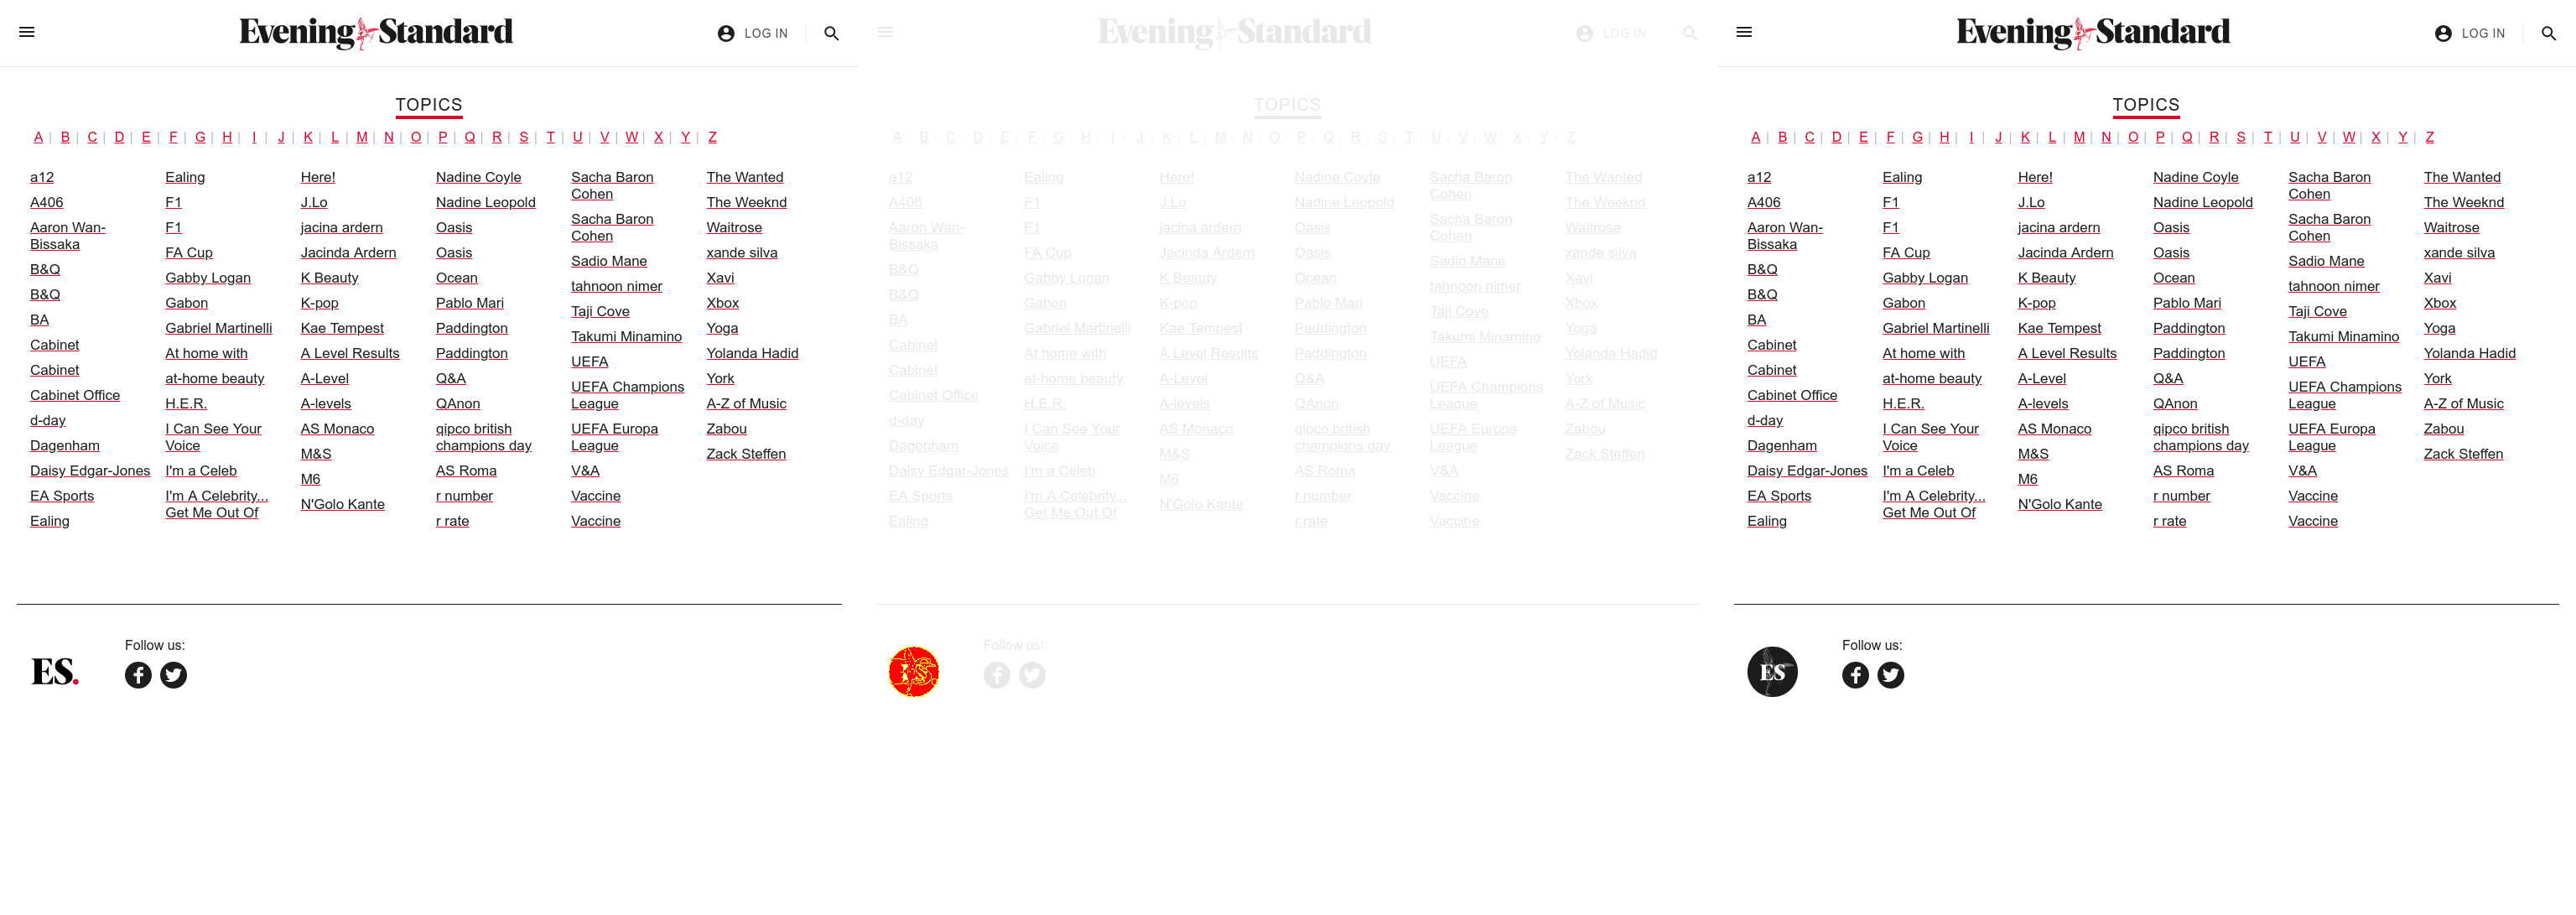 Evening Standard
LOG IN
TOPICS
A | B | C | D | E | F | G | H | I | J | K | L | M | N | O | P | Q | R | S | T | U | V | W | X | Y | Z
a12
A406
Aaron Wan-
Bissaka
B&Q
B&Q
BA
Cabinet
Cabinet
Cabinet Office
d-day
Dagenham
Daisy Edgar-Jones
EA Sports
Ealing
Ealing
F1
F1
FA Cup
Gabby Logan
Gabon
Gabriel Martinelli
At home with
at-home beauty
H.E.R.
I Can See Your
Voice
I'm a Celeb
I'm A Celebrity...
Get Me Out Of
Here!
J.Lo
jacina ardern
Jacinda Ardern
K Beauty
K-pop
Kae Tempest
A Level Results
A-Level
A-levels
AS Monaco
M&S
M6
N'Golo Kante
Nadine Coyle
Nadine Leopold
Oasis
Oasis
Ocean
Pablo Mari
Paddington
Paddington
Q&A
QAnon
qipco british
champions day
AS Roma
r number
r rate
Sacha Baron
Cohen
Sacha Baron
Cohen
Sadio Mane
tahnoon nimer
Taji Cove
Takumi Minamino
UEFA
UEFA Champions
League
UEFA Europa
League
V&A
Vaccine
Vaccine
The Wanted
The Weeknd
Waitrose
xande silva
Xavi
Xbox
Yoga
Yolanda Hadid
York
A-Z of Music
Zabou
Zack Steffen
ES.
Follow us:
Evening Standard
LOG IN
TOPICS
A | B | C | D | E | F | G | H | I | J | K | L | M | N | O | P | Q | R | S | T | U | V | W | X | Y | Z
a12
A406
Aaron Wan-
Bissaka
B&Q
B&Q
BA
Cabinet
Cabinet
Cabinet Office
d-day
Dagenham
Daisy Edgar-Jones
EA Sports
Ealing
Ealing
F1
F1
FA Cup
Gabby Logan
Gabon
Gabriel Martinelli
At home with
at-home beauty
H.E.R.
I Can See Your
Voice
I'm a Celeb
I'm A Celebrity...
Get Me Out Of
Here!
J.Lo
jacina ardern
Jacinda Ardern
K Beauty
K-pop
Kae Tempest
A Level Results
A-Level
A-levels
AS Monaco
M&S
M6
N'Golo Kante
Nadine Coyle
Nadine Leopold
Oasis
Oasis
Ocean
Pablo Mari
Paddington
Paddington
Q&A
QAnon
qipco british
champions day
AS Roma
r number
r rate
Sacha Baron
Cohen
Sacha Baron
Cohen
Sadio Mane
tahnoon nimer
Taji Cove
Takumi Minamino
UEFA
UEFA Champions
League
UEFA Europa
League
V&A
Vaccine
Vaccine
The Wanted
The Weeknd
Waitrose
xande silva
Xavi
Xbox
Yoga
Yolanda Hadid
York
A-Z of Music
Zabou
Zack Steffen
Follow us:
Evening Standard
LOG IN
TOPICS
A | B | C | D | E | F | G | H | I | J | K | L | M | N | O | P | Q | R | S | T | U | V | W | X | Y | Z
a12
A406
Aaron Wan-
Bissaka
B&Q
B&Q
BA
Cabinet
Cabinet
Cabinet Office
d-day
Dagenham
Daisy Edgar-Jones
EA Sports
Ealing
Ealing
F1
F1
FA Cup
Gabby Logan
Gabon
Gabriel Martinelli
At home with
at-home beauty
H.E.R.
I Can See Your
Voice
I'm a Celeb
I'm A Celebrity...
Get Me Out Of
Here!
J.Lo
jacina ardern
Jacinda Ardern
K Beauty
K-pop
Kae Tempest
A Level Results
A-Level
A-levels
AS Monaco
M&S
M6
N'Golo Kante
Nadine Coyle
Nadine Leopold
Oasis
Oasis
Ocean
Pablo Mari
Paddington
Paddington
Q&A
QAnon
qipco british
champions day
AS Roma
r number
r rate
Sacha Baron
Cohen
Sacha Baron
Cohen
Sadio Mane
tahnoon nimer
Taji Cove
Takumi Minamino
UEFA
UEFA Champions
League
UEFA Europa
League
V&A
Vaccine
Vaccine
The Wanted
The Weeknd
Waitrose
xande silva
Xavi
Xbox
Yoga
Yolanda Hadid
York
A-Z of Music
Zabou
Zack Steffen
ES
Follow us: